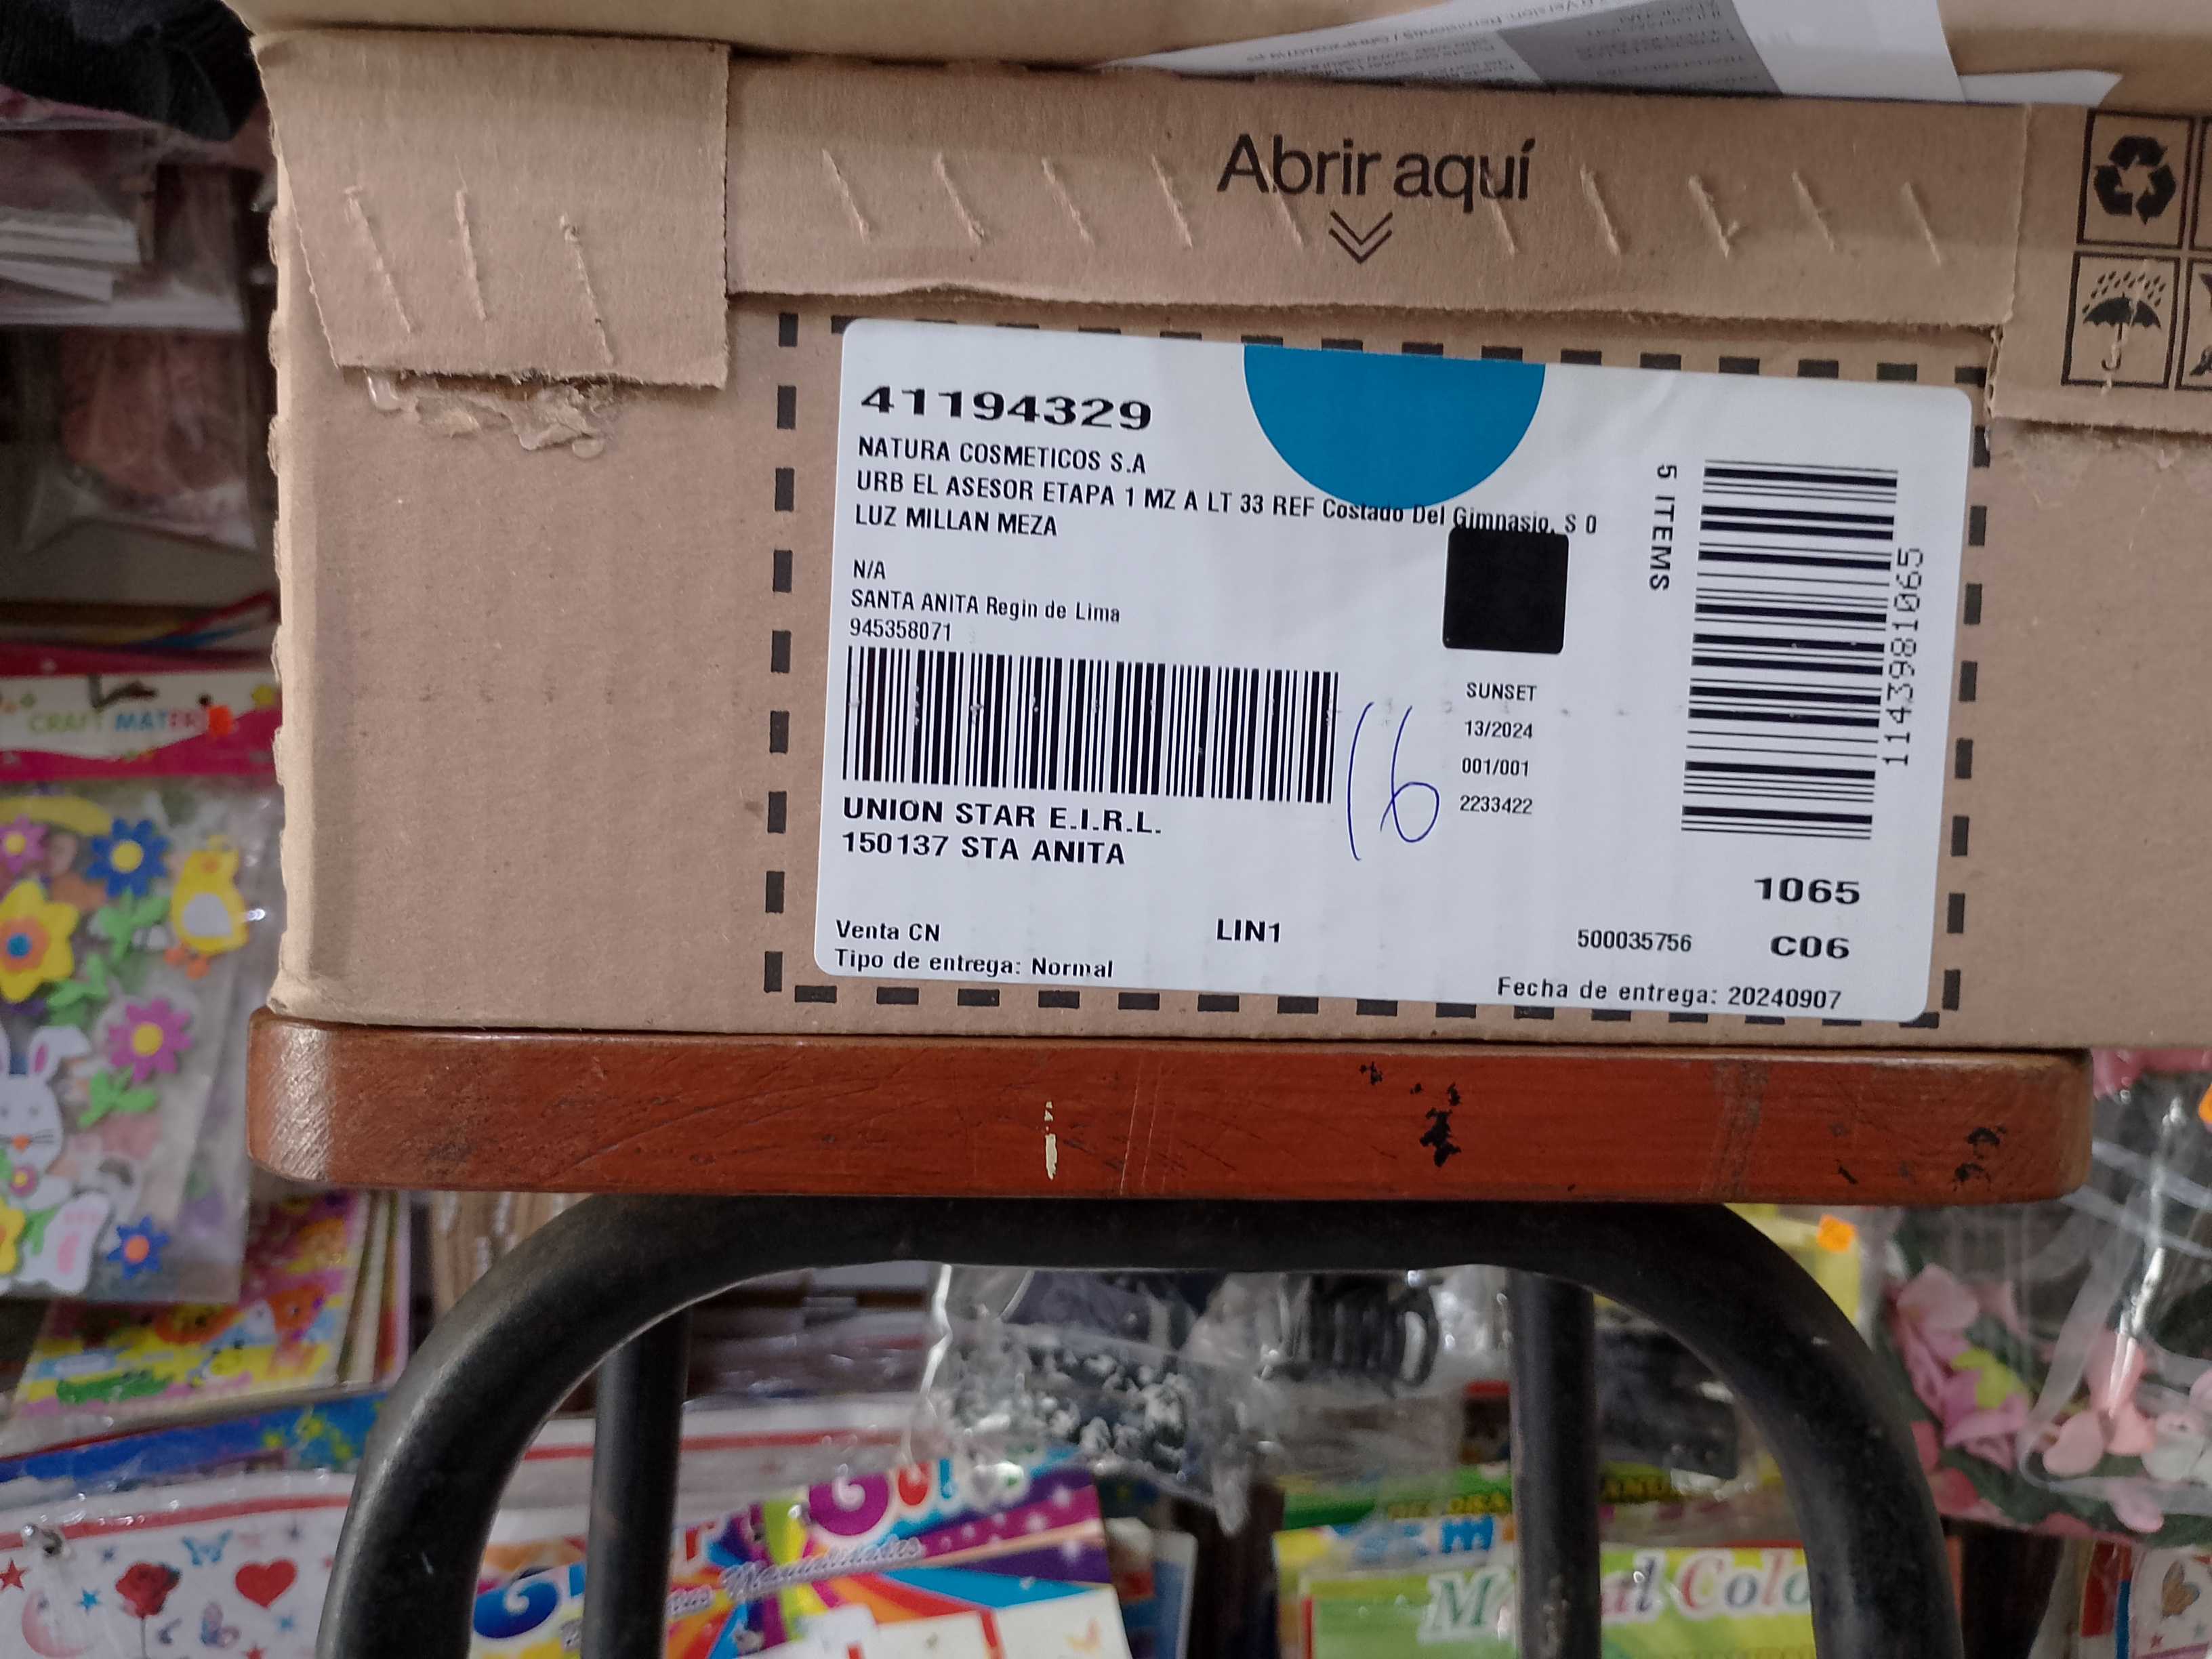 Abrir aquí
41194329
NATURA COSMETICOS S.A
URB EL ASESOR ETAPA 1 MZ A LT 33 REF Costado Del Gimnasio, S 0
LUZ MILLAN MEZA
N/A
SANTA ANITA Regin de Lima
945358071
5 ITEMS
1143981065
SUNSET
13/2024
001/001
2233422
16
UNION STAR E.I.R.L.
150137 STA ANITA
1065
Venta CN
LIN1
500035756
C06
Tipo de entrega: Normal
Fecha de entrega: 20240907
CRAFT